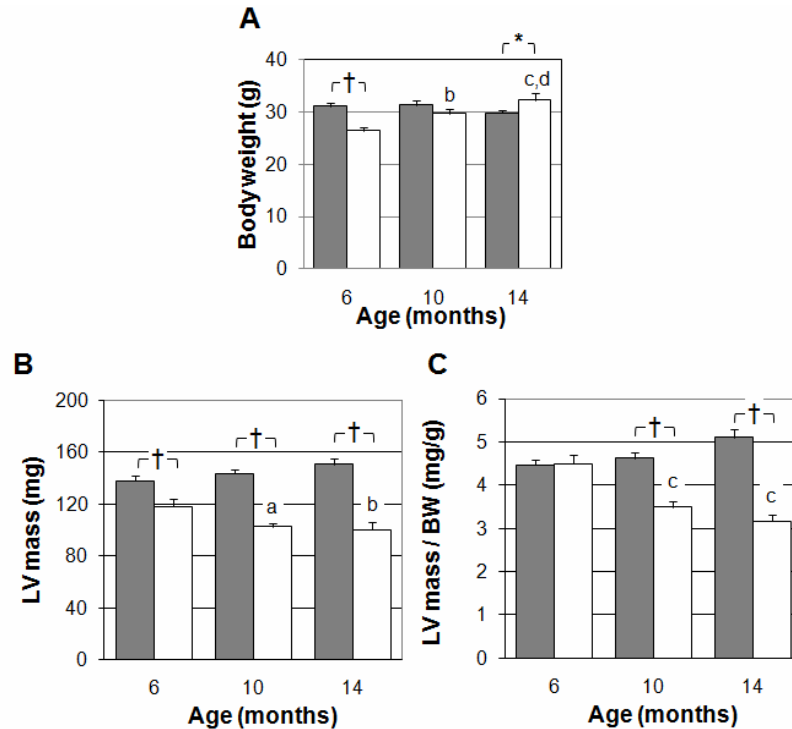 A
Bodyweight (g)
40
30
20
10
0
†
b
*
c,d
6 10 14
Age (months)
B
LV mass (mg)
200
160
120
80
40
0
†
†
a
†
b
6 10 14
Age (months)
C
LV mass / BW (mg/g)
6
5
4
3
2
1
0
†
c
†
c
6 10 14
Age (months)